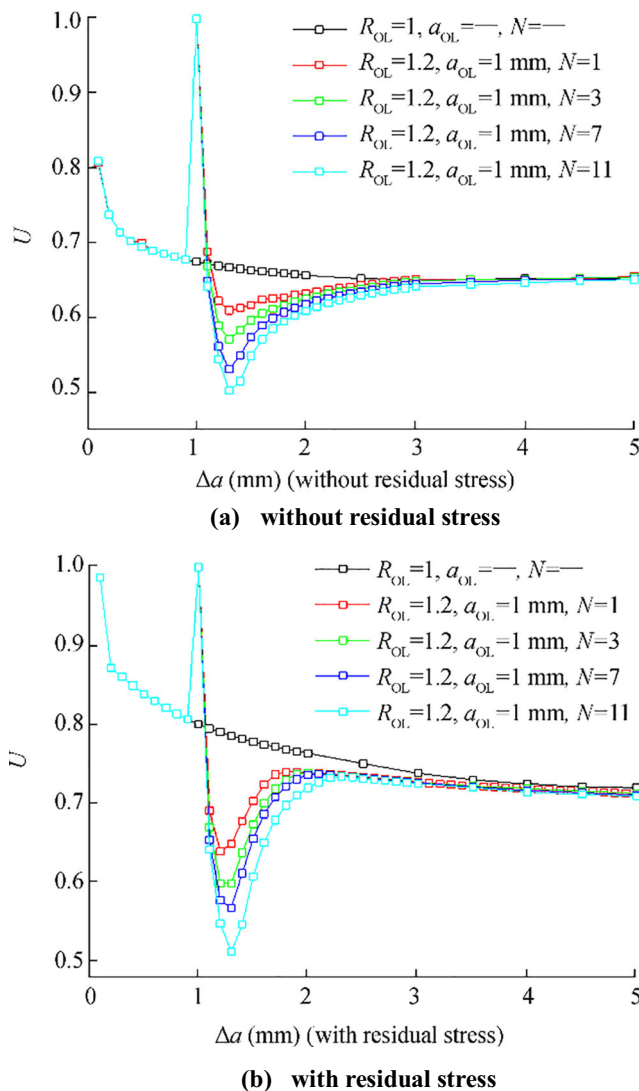 1.0
0.9
0.8
0.7
0.6
0.5
U
R_OL=1, a_OL=—, N=—
R_OL=1.2, a_OL=1 mm, N=1
R_OL=1.2, a_OL=1 mm, N=3
R_OL=1.2, a_OL=1 mm, N=7
R_OL=1.2, a_OL=1 mm, N=11
0 1 2 3 4 5
Δa (mm) (without residual stress)
(a) without residual stress
1.0
0.9
0.8
0.7
0.6
0.5
U
R_OL=1, a_OL=—, N=—
R_OL=1.2, a_OL=1 mm, N=1
R_OL=1.2, a_OL=1 mm, N=3
R_OL=1.2, a_OL=1 mm, N=7
R_OL=1.2, a_OL=1 mm, N=11
0 1 2 3 4 5
Δa (mm) (with residual stress)
(b) with residual stress